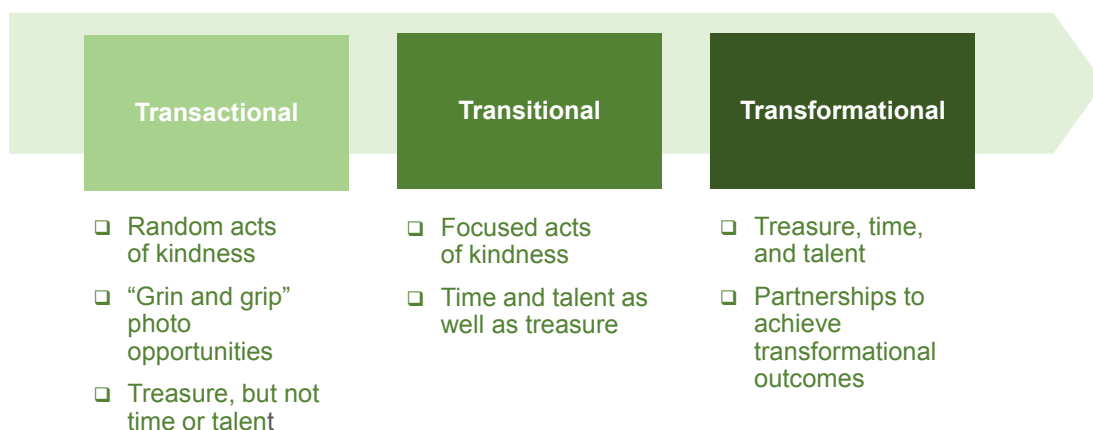 Transactional
Transitional
Transformational
❑ Random acts
of kindness
❑ “Grin and grip”
photo
opportunities
❑ Treasure, but not
time or talent
❑ Focused acts
of kindness
❑ Time and talent as
well as treasure
❑ Treasure, time,
and talent
❑ Partnerships to
achieve
transformational
outcomes